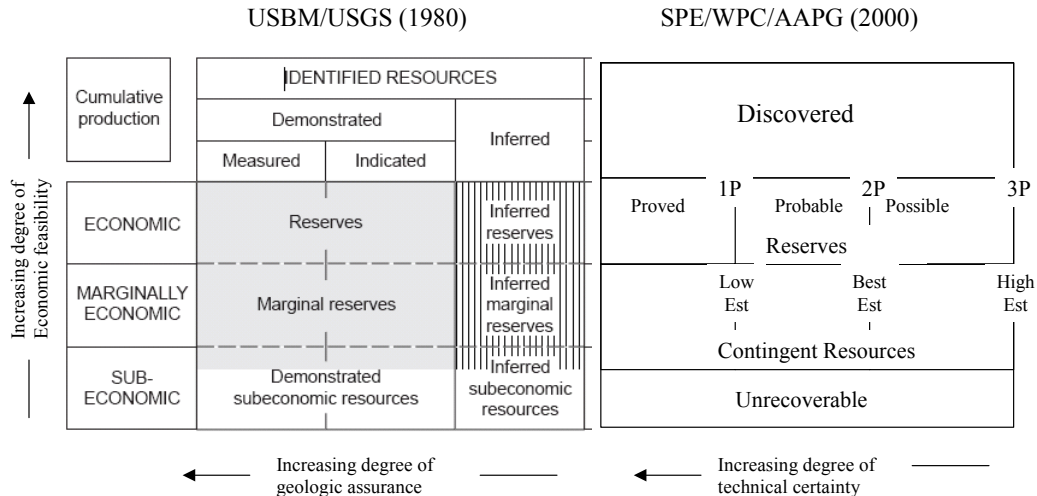 USBM/USGS (1980)
SPE/WPC/AAPG (2000)
Increasing degree of
Economic feasibility
Cumulative
production
IDENTIFIED RESOURCES
Demonstrated
Inferred
Measured
Indicated
ECONOMIC
Reserves
Inferred
reserves
MARGINALLY
ECONOMIC
Marginal reserves
Inferred
marginal
reserves
SUB-
ECONOMIC
Demonstrated
subeconomic resources
Inferred
subeconomic
resources
Increasing degree of
geologic assurance
Discovered
1P
2P
3P
Proved
Probable
Possible
Reserves
Low
Est
Best
Est
High
Est
Contingent Resources
Unrecoverable
Increasing degree of
technical certainty